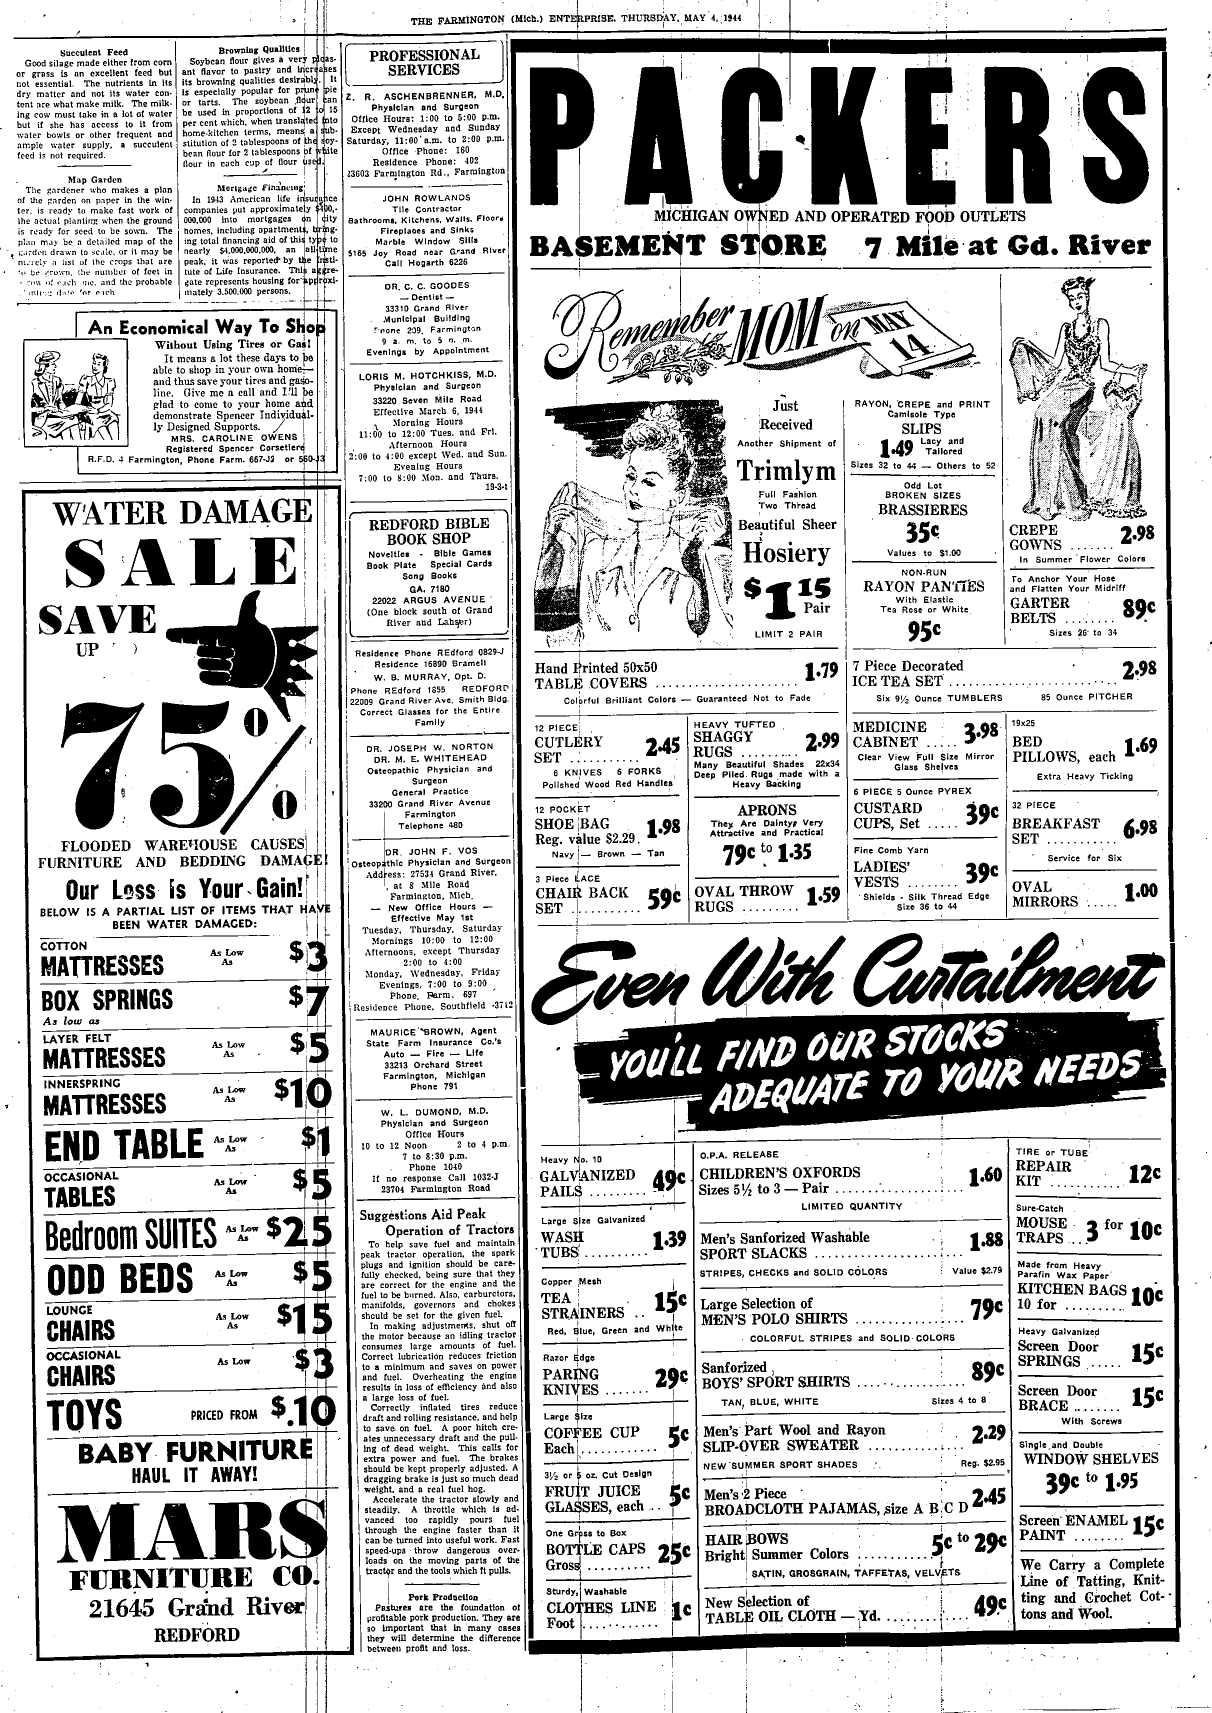 THE FARMINGTON (Mich.) ENTERPRISE, THURSDAY, MAY 4, 1944
Succulent Feed
Good silage made either from corn
or grass is an excellent feed but
not essential. The nutrients in its
dry matter and not its water con-
tent are what make milk. The milk-
ing cow must take in a lot of water
but if she has access to it from
water bowls or other frequent and
ample water supply, a succulent
feed is not required.
Map Garden
The gardener who makes a plan
of the garden on paper in the win-
ter, is ready to make fast work of
the actual planting when the ground
is ready for seed to be sown. The
plan may be a detailed map of the
garden drawn to scale, or it may be
merely a list of the crops that are
to be grown, the number of feet in
row of each one, and the probable
date for each
Browning Qualities
Soybean flour gives a very pleas-
ant flavor to pastry and increases
its browning qualities desirably. It
is especially popular for prune pie
or tarts. The soybean flour can
be used in proportions of 12 to 15
per cent which, when translated into
home-kitchen terms, means a sub-
stitution of 2 tablespoons of the soy-
bean flour for 2 tablespoons of white
flour in each cup of flour used.
Mortgage Financing
In 1943 American life insurance
companies put approximately $400,-
000,000 into mortgages on city
homes, including apartments, bring-
ing total financing aid of this type to
nearly $4,000,000,000, an all-time
peak, it was reported by the Insti-
tute of Life Insurance. This aggre-
gate represents housing for approxi-
mately 3,500,000 persons.
An Economical Way To Shop
Without Using Tires or Gas!
It means a lot these days to be
able to shop in your own home—
and thus save your tires and gaso-
line. Give me a call and I'll be
glad to come to your home and
demonstrate Spencer Individual-
ly Designed Supports.
MRS. CAROLINE OWENS
Registered Spencer Corsetiere
R.F.D. 4 Farmington, Phone Farm. 667-J2 or 560-J3
WATER DAMAGE
SALE
SAVE
UP
75%
FLOODED WAREHOUSE CAUSES
FURNITURE AND BEDDING DAMAGE!
Our Loss is Your Gain!
BELOW IS A PARTIAL LIST OF ITEMS THAT HAVE
BEEN WATER DAMAGED:
COTTON
MATTRESSES As Low As $3
BOX SPRINGS $7
As low as
LAYER FELT
MATTRESSES As Low As $5
INNERSPRING
MATTRESSES As Low As $10
END TABLE As Low As $1
OCCASIONAL
TABLES As Low As $5
Bedroom SUITES As Low As $25
ODD BEDS As Low As $5
LOUNGE
CHAIRS As Low As $15
OCCASIONAL
CHAIRS As Low $3
TOYS PRICED FROM $.10
BABY FURNITURE
HAUL IT AWAY!
MARS
FURNITURE CO.
21645 Grand River
REDFORD
PROFESSIONAL
SERVICES
Z. R. ASCHENBRENNER, M.D.
Physician and Surgeon
Office Hours: 1:00 to 5:00 p.m.
Except Wednesday and Sunday
Saturday, 11:00 a.m. to 2:00 p.m.
Office Phone: 160
Residence Phone: 402
23603 Farmington Rd., Farmington
JOHN ROWLANDS
Tile Contractor
Bathrooms, Kitchens, Walls, Floors
Fireplaces and Sinks
Marble Window Sills
5165 Joy Road near Grand River
Call Hogarth 6226
DR. C. C. GOODES
— Dentist —
33310 Grand River
Municipal Building
Phone 209, Farmington
9 a. m. to 5 p. m.
Evenings by Appointment
LORIS M. HOTCHKISS, M.D.
Physician and Surgeon
33220 Seven Mile Road
Effective March 6, 1944
Morning Hours
11:00 to 12:00 Tues. and Fri.
Afternoon Hours
2:00 to 4:00 except Wed. and Sun.
Evening Hours
7:00 to 8:00 Mon. and Thurs.
19-3-t
REDFORD BIBLE
BOOK SHOP
Novelties - Bible Games
Book Plate Special Cards
Song Books
GA. 7180
22022 ARGUS AVENUE
(One block south of Grand
River and Lahser)
Residence Phone REdford 0829-J
Residence 16890 Bramell
W. B. MURRAY, Opt. D.
Phone REdford 1855 REDFORD
22009 Grand River Ave. Smith Bldg.
Correct Glasses for the Entire
Family
DR. JOSEPH W. NORTON
DR. M. E. WHITEHEAD
Osteopathic Physician and
Surgeon
General Practice
33200 Grand River Avenue
Farmington
Telephone 480
DR. JOHN F. VOS
Osteopathic Physician and Surgeon
Address: 27534 Grand River,
at 8 Mile Road
Farmington, Mich.
— New Office Hours —
Effective May 1st
Tuesday, Thursday, Saturday
Mornings 10:00 to 12:00
Afternoons, except Thursday
2:00 to 4:00
Monday, Wednesday, Friday
Evenings, 7:00 to 9:00
Phone, Farm. 697
Residence Phone, Southfield -3712
MAURICE BROWN, Agent
State Farm Insurance Co.'s
Auto — Fire — Life
33213 Orchard Street
Farmington, Michigan
Phone 791
W. L. DUMOND, M.D.
Physician and Surgeon
Office Hours
10 to 12 Noon 2 to 4 p.m.
7 to 8:30 p.m.
Phone 1040
If no response Call 1032-J
23704 Farmington Road
Suggestions Aid Peak
Operation of Tractors
To help save fuel and maintain
peak tractor operation, the spark
plugs and ignition should be care-
fully checked, being sure that they
are correct for the engine and the
fuel to be burned. Also, carburetors,
manifolds, governors and chokes
should be set for the given fuel.
In making adjustments, shut off
the motor because an idling tractor
consumes large amounts of fuel.
Correct lubrication reduces friction
to a minimum and saves on power
and fuel. Overheating the engine
results in loss of efficiency and also
a large loss of fuel.
Correctly inflated tires reduce
draft and rolling resistance, and help
to save on fuel. A poor hitch cre-
ates unnecessary draft and the pull-
ing of dead weight. This calls for
extra power and fuel. The brakes
should be kept properly adjusted. A
dragging brake is just so much dead
weight, and a real fuel hog.
Accelerate the tractor slowly and
steadily. A throttle which is ad-
vanced too rapidly pours fuel
through the engine faster than it
can be turned into useful work. Fast
speed-ups throw dangerous over-
loads on the moving parts of the
tractor and the tools which it pulls.
Pork Production
Pastures are the foundation of
profitable pork production. They are
so important that in many cases
they will determine the difference
between profit and loss.
PACKERS
MICHIGAN OWNED AND OPERATED FOOD OUTLETS
BASEMENT STORE 7 Mile at Gd. River
Remember MOM ON MAY 14
Just
Received
Another Shipment of
Trimlym
Full Fashion
Two Thread
Beautiful Sheer
Hosiery
$1.15
Pair
LIMIT 2 PAIR
RAYON, CREPE and PRINT
Camisole Type
SLIPS
1.49 Lacy and Tailored
Sizes 32 to 44 — Others to 52
Odd Lot
BROKEN SIZES
BRASSIERES
35c
Values to $1.00
NON-RUN
RAYON PANTIES
With Elastic
Tea Rose or White
95c
CREPE
GOWNS ....... 2.98
In Summer Flower Colors
To Anchor Your Hose
and Flatten Your Midriff
GARTER
BELTS ........ 89c
Sizes 26 to 34
Hand Printed 50x50
TABLE COVERS ........ 1.79
Colorful Brilliant Colors — Guaranteed Not to Fade
7 Piece Decorated
ICE TEA SET ........ 2.98
Six 9½ Ounce TUMBLERS 85 Ounce PITCHER
12 PIECE
CUTLERY
SET ........ 2.45
6 KNIVES 6 FORKS
Polished Wood Red Handles
HEAVY TUFTED
SHAGGY
RUGS ........ 2.99
Many Beautiful Shades 22x34
Deep Piled Rugs made with a
Heavy Backing
MEDICINE
CABINET ..... 3.98
Clear View Full Size Mirror
Glass Shelves
19x25
BED
PILLOWS, each 1.69
Extra Heavy Ticking
12 POCKET
SHOE BAG
Reg. value $2.29. 1.98
Navy — Brown — Tan
APRONS
They Are Dainty, Very
Attractive and Practical
79c to 1.35
6 PIECE 5 Ounce PYREX
CUSTARD
CUPS, Set ..... 39c
32 PIECE
BREAKFAST
SET ........ 6.98
Service for Six
3 Piece LACE
CHAIR BACK
SET ........ 59c
OVAL THROW
RUGS ........ 1.59
Fine Comb Yarn
LADIES'
VESTS ........ 39c
Shields - Silk Thread Edge
Size 36 to 44
OVAL
MIRRORS ..... 1.00
Even With Curtailment
YOU'LL FIND OUR STOCKS
ADEQUATE TO YOUR NEEDS
Heavy No. 10
GALVANIZED
PAILS ........ 49c
Large Size Galvanized
WASH
TUBS ........ 1.39
Copper Mesh
TEA
STRAINERS .. 15c
Red, Blue, Green and White
Razor Edge
PARING
KNIVES ....... 29c
Large Size
COFFEE CUP
Each ........ 5c
3½ or 5 oz. Cut Design
FRUIT JUICE
GLASSES, each .. 5c
One Gross to Box
BOTTLE CAPS
Gross ........ 25c
Sturdy, Washable
CLOTHES LINE
Foot ........ 1c
O.P.A. RELEASE
CHILDREN'S OXFORDS
Sizes 5½ to 3 — Pair ........ 1.60
LIMITED QUANTITY
Men's Sanforized Washable
SPORT SLACKS ........ 1.88
STRIPES, CHECKS and SOLID COLORS Value $2.79
Large Selection of
MEN'S POLO SHIRTS ........ 79c
COLORFUL STRIPES and SOLID COLORS
Sanforized
BOYS' SPORT SHIRTS ........ 89c
TAN, BLUE, WHITE Sizes 4 to 8
Men's Part Wool and Rayon
SLIP-OVER SWEATER ........ 2.29
NEW SUMMER SPORT SHADES Reg. $2.95
Men's 2 Piece
BROADCLOTH PAJAMAS, size A B C D 2.45
HAIR BOWS
Bright Summer Colors ........ 5c to 29c
SATIN, GROSGRAIN, TAFFETAS, VELVETS
New Selection of
TABLE OIL CLOTH — Yd. ........ 49c
TIRE or TUBE
REPAIR
KIT ........ 12c
Sure-Catch
MOUSE
TRAPS ... 3 for 10c
Made from Heavy
Parafin Wax Paper
KITCHEN BAGS
10 for ........ 10c
Heavy Galvanized
Screen Door
SPRINGS ...... 15c
Screen Door
BRACE ........ 15c
With Screws
Single and Double
WINDOW SHELVES
39c to 1.95
Screen ENAMEL
PAINT ........ 15c
We Carry a Complete
Line of Tatting, Knit-
ting and Crochet Cot-
tons and Wool.